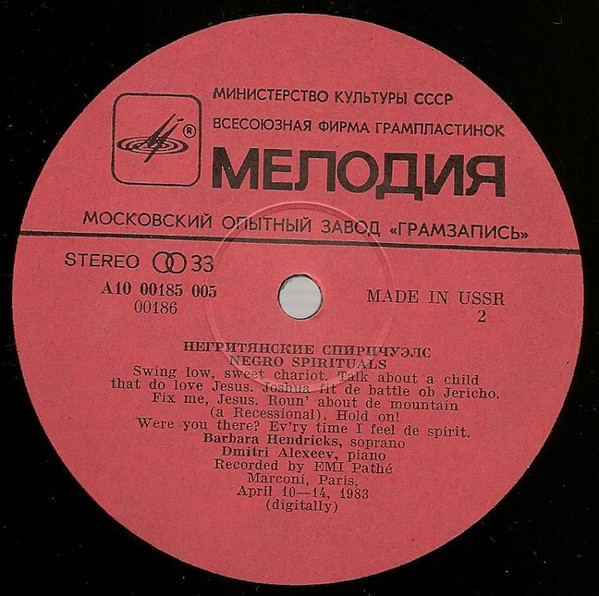 МИНИСТЕРСТВО КУЛЬТУРЫ СССР
ВСЕСОЮЗНАЯ ФИРМА ГРАМПЛАСТИНОК
®
МЕЛОДИЯ
МОСКОВСКИЙ ОПЫТНЫЙ ЗАВОД «ГРАМЗАПИСЬ»
STEREO 33
А10 00185 005
00186
MADE IN USSR
2
НЕГРИТЯНСКИЕ СПИРИЧУЭЛС
NEGRO SPIRITUALS
Swing low, sweet chariot. Talk about a child
that do love Jesus. Joshua fit de battle ob Jericho.
Fix me, Jesus. Roun' about de mountain
(a Recessional). Hold on!
Were you there? Ev'ry time I feel de spirit.
Barbara Hendricks, soprano
Dmitri Alexeev, piano
Recorded by EMI Pathé
Marconi, Paris,
April 10—14, 1983
(digitally)